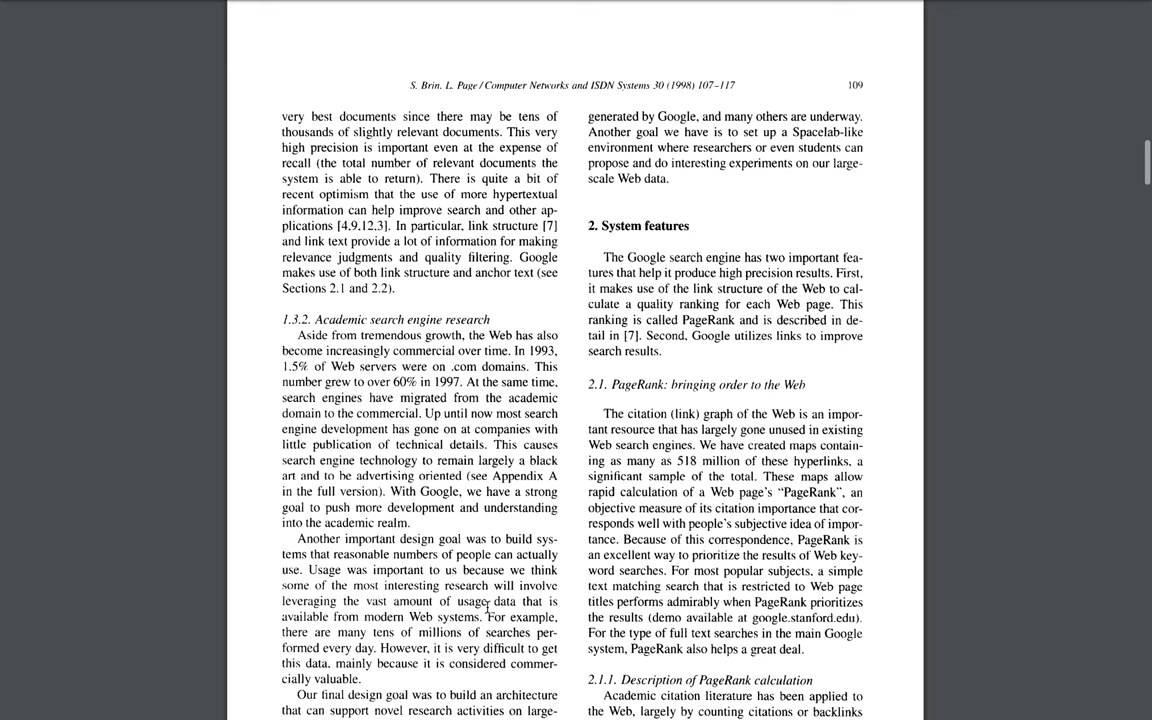 S. Brin. L. Page / Computer Networks and ISDN Systems 30 (1998) 107–117
109
very best documents since there may be tens of
thousands of slightly relevant documents. This very
high precision is important even at the expense of
recall (the total number of relevant documents the
system is able to return). There is quite a bit of
recent optimism that the use of more hypertextual
information can help improve search and other ap-
plications [4,9,12,3]. In particular, link structure [7]
and link text provide a lot of information for making
relevance judgments and quality filtering. Google
makes use of both link structure and anchor text (see
Sections 2.1 and 2.2).
1.3.2. Academic search engine research
Aside from tremendous growth, the Web has also
become increasingly commercial over time. In 1993,
1.5% of Web servers were on .com domains. This
number grew to over 60% in 1997. At the same time,
search engines have migrated from the academic
domain to the commercial. Up until now most search
engine development has gone on at companies with
little publication of technical details. This causes
search engine technology to remain largely a black
art and to be advertising oriented (see Appendix A
in the full version). With Google, we have a strong
goal to push more development and understanding
into the academic realm.
Another important design goal was to build sys-
tems that reasonable numbers of people can actually
use. Usage was important to us because we think
some of the most interesting research will involve
leveraging the vast amount of usage data that is
available from modern Web systems. For example,
there are many tens of millions of searches per-
formed every day. However, it is very difficult to get
this data, mainly because it is considered commer-
cially valuable.
Our final design goal was to build an architecture
that can support novel research activities on large-
generated by Google, and many others are underway.
Another goal we have is to set up a Spacelab-like
environment where researchers or even students can
propose and do interesting experiments on our large-
scale Web data.
2. System features
The Google search engine has two important fea-
tures that help it produce high precision results. First,
it makes use of the link structure of the Web to cal-
culate a quality ranking for each Web page. This
ranking is called PageRank and is described in de-
tail in [7]. Second, Google utilizes links to improve
search results.
2.1. PageRank: bringing order to the Web
The citation (link) graph of the Web is an impor-
tant resource that has largely gone unused in existing
Web search engines. We have created maps contain-
ing as many as 518 million of these hyperlinks, a
significant sample of the total. These maps allow
rapid calculation of a Web page's “PageRank”, an
objective measure of its citation importance that cor-
responds well with people's subjective idea of impor-
tance. Because of this correspondence, PageRank is
an excellent way to prioritize the results of Web key-
word searches. For most popular subjects, a simple
text matching search that is restricted to Web page
titles performs admirably when PageRank prioritizes
the results (demo available at google.stanford.edu).
For the type of full text searches in the main Google
system, PageRank also helps a great deal.
2.1.1. Description of PageRank calculation
Academic citation literature has been applied to
the Web, largely by counting citations or backlinks